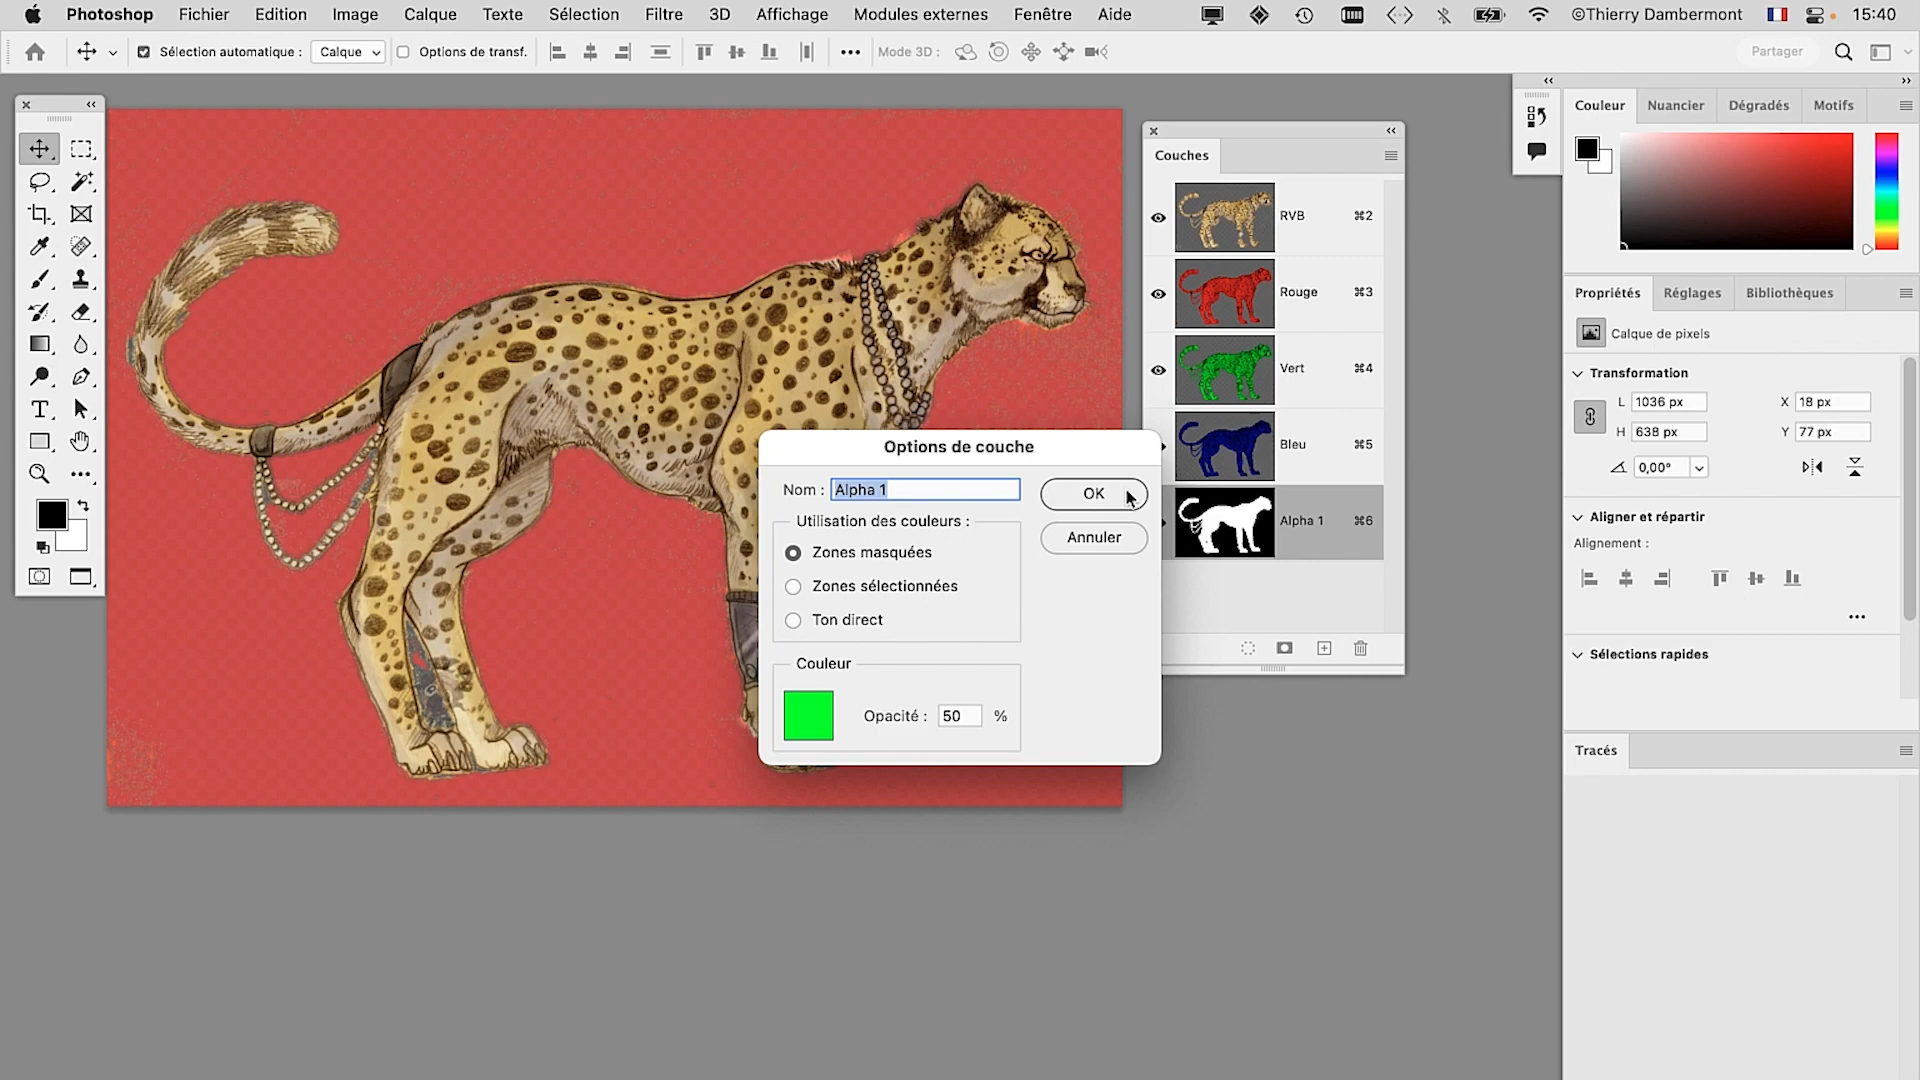 Photoshop Fichier Edition Image Calque Texte Sélection Filtre 3D Affichage Modules externes Fenêtre Aide ©Thierry Dambermont 15:40
Sélection automatique : Calque Options de transf. Mode 3D : Partager
Couches
RVB ⌘2
Rouge ⌘3
Vert ⌘4
Bleu ⌘5
Alpha 1 ⌘6
Options de couche
Nom : Alpha 1
OK
Annuler
Utilisation des couleurs :
Zones masquées
Zones sélectionnées
Ton direct
Couleur
Opacité : 50 %
Couleur Nuancier Dégradés Motifs
Propriétés Réglages Bibliothèques
Calque de pixels
Transformation
L 1036 px X 18 px
H 638 px Y 77 px
0,00°
Aligner et répartir
Alignement :
Sélections rapides
Tracés